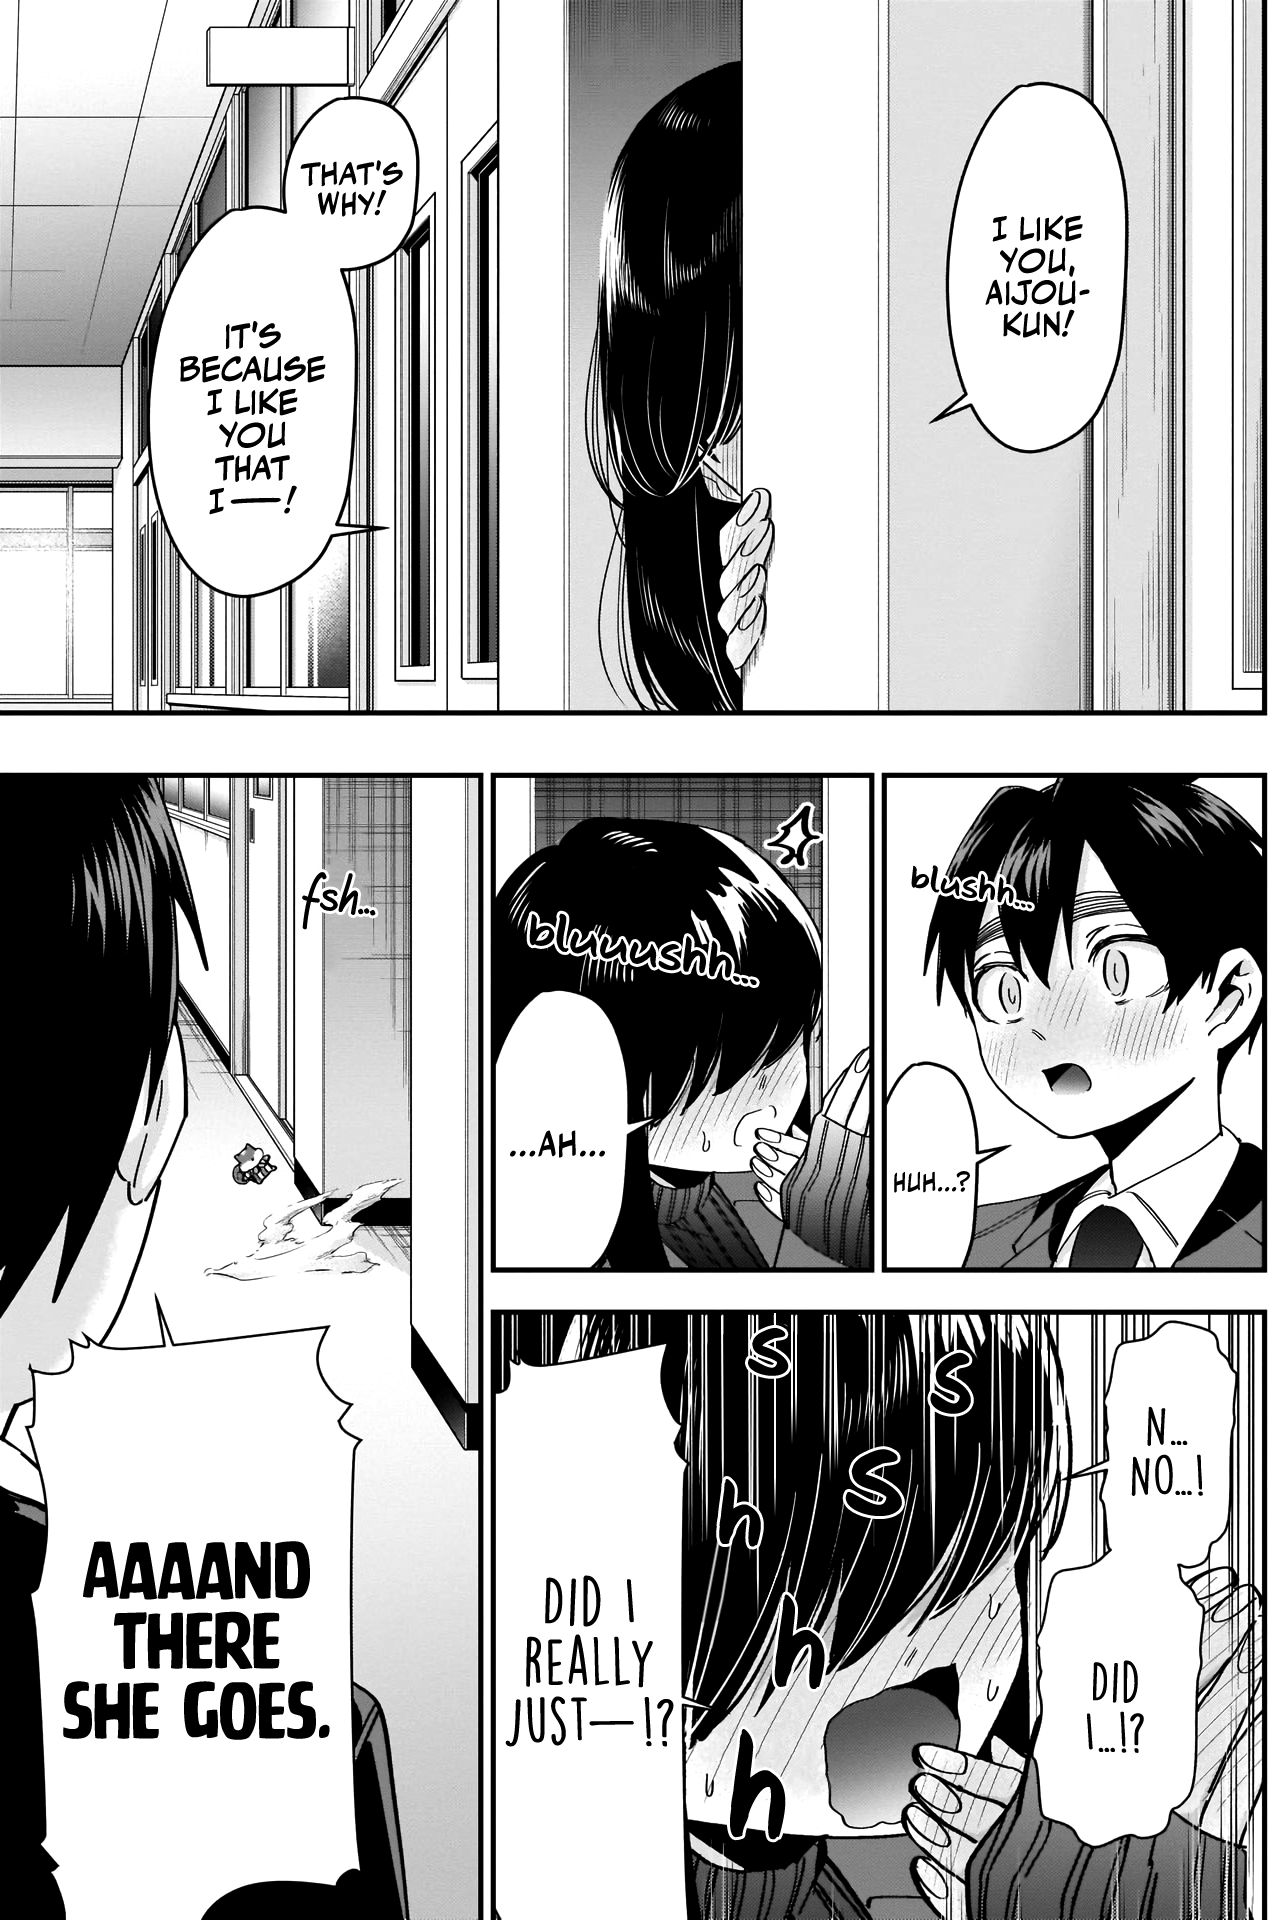 I LIKE
YOU,
AIJOU-
KUN!
THAT'S
WHY!
IT'S
BECAUSE
I LIKE
YOU
THAT
I—!
blushh...
HUH...?
bluuushh...
...AH...
fsh...
N...
NO...!
DID
I...!?
s
s
s
h
h
h
DID I
REALLY
JUST—!?
AAAAND
THERE
SHE GOES.